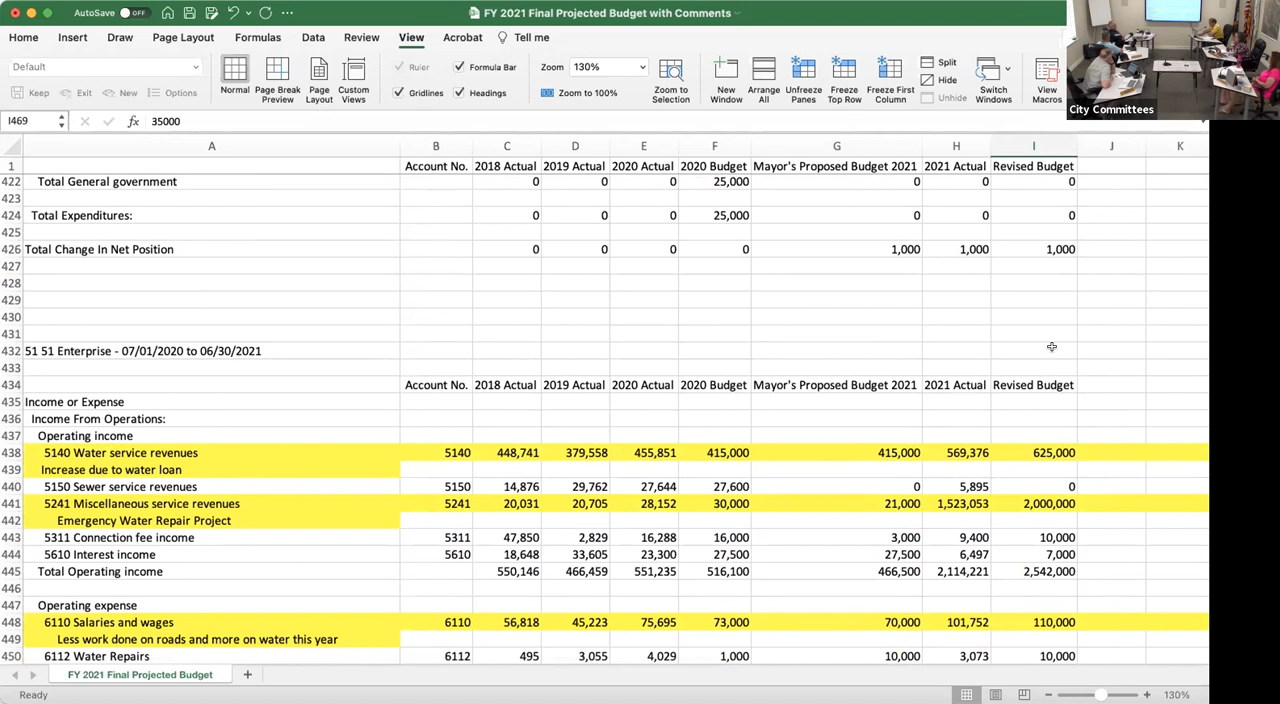 AutoSave OFF FY 2021 Final Projected Budget with Comments
Home Insert Draw Page Layout Formulas Data Review View Acrobat Tell me
Default
Keep Exit New Options
Normal Page Break Preview Page Layout Custom Views
Ruler Formula Bar
Gridlines Headings
Zoom 130% Zoom to 100%
Zoom to Selection
New Window Arrange All Unfreeze Panes Freeze Top Row Freeze First Column
Split
Hide
Unhide
Switch Windows View Macros
City Committees
I469 fx 35000
A B C D E F G H I J K
1 Account No. 2018 Actual 2019 Actual 2020 Actual 2020 Budget Mayor's Proposed Budget 2021 2021 Actual Revised Budget
422 Total General government 0 0 0 25,000 0 0 0
423
424 Total Expenditures: 0 0 0 25,000 0 0 0
425
426 Total Change In Net Position 0 0 0 0 1,000 1,000 1,000
427
428
429
430
431
432 51 51 Enterprise - 07/01/2020 to 06/30/2021
433
434 Account No. 2018 Actual 2019 Actual 2020 Actual 2020 Budget Mayor's Proposed Budget 2021 2021 Actual Revised Budget
435 Income or Expense
436 Income From Operations:
437 Operating income
438 5140 Water service revenues 5140 448,741 379,558 455,851 415,000 415,000 569,376 625,000
439 Increase due to water loan
440 5150 Sewer service revenues 5150 14,876 29,762 27,644 27,600 0 5,895 0
441 5241 Miscellaneous service revenues 5241 20,031 20,705 28,152 30,000 21,000 1,523,053 2,000,000
442 Emergency Water Repair Project
443 5311 Connection fee income 5311 47,850 2,829 16,288 16,000 3,000 9,400 10,000
444 5610 Interest income 5610 18,648 33,605 23,300 27,500 27,500 6,497 7,000
445 Total Operating income 550,146 466,459 551,235 516,100 466,500 2,114,221 2,542,000
446
447 Operating expense
448 6110 Salaries and wages 6110 56,818 45,223 75,695 73,000 70,000 101,752 110,000
449 Less work done on roads and more on water this year
450 6112 Water Repairs 6112 495 3,055 4,029 1,000 10,000 3,073 10,000
FY 2021 Final Projected Budget
Ready 130%